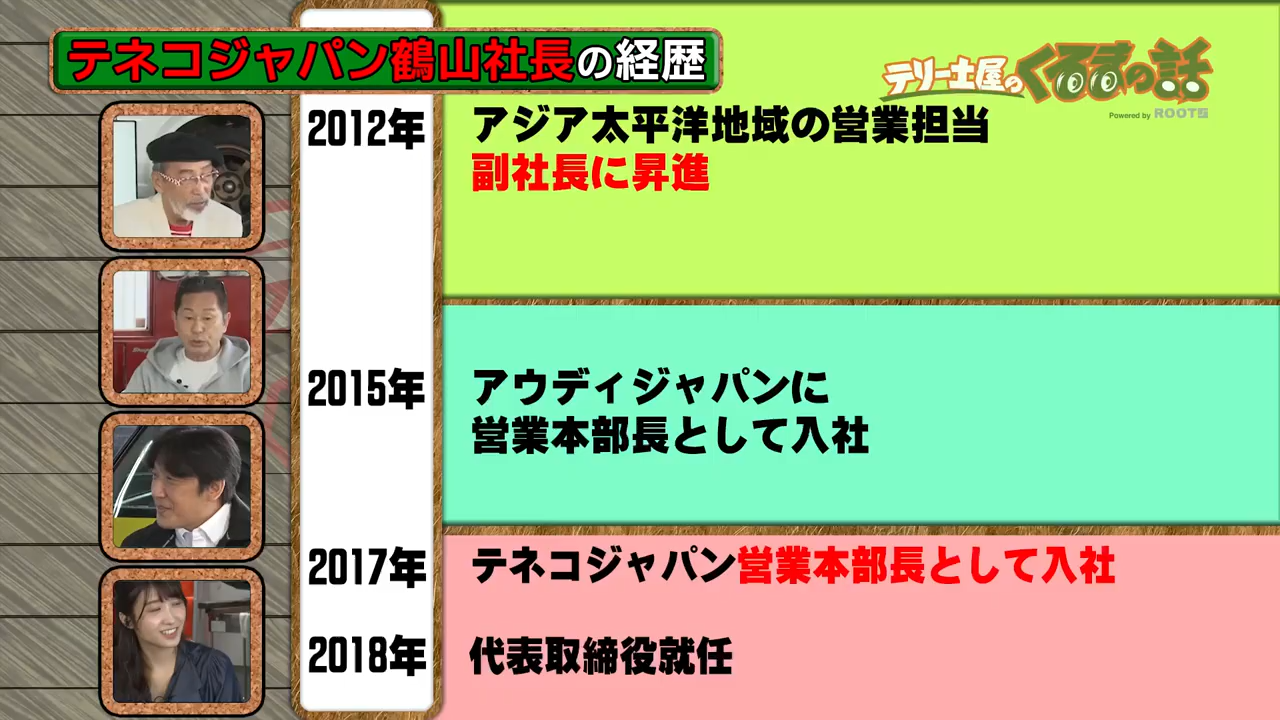 テネコジャパン鶴山社長の経歴
テリー土屋のくるまの話
Powered by ROOTS
2012年
アジア太平洋地域の営業担当
副社長に昇進
2015年
アウディジャパンに
営業本部長として入社
2017年
テネコジャパン営業本部長として入社
2018年
代表取締役就任